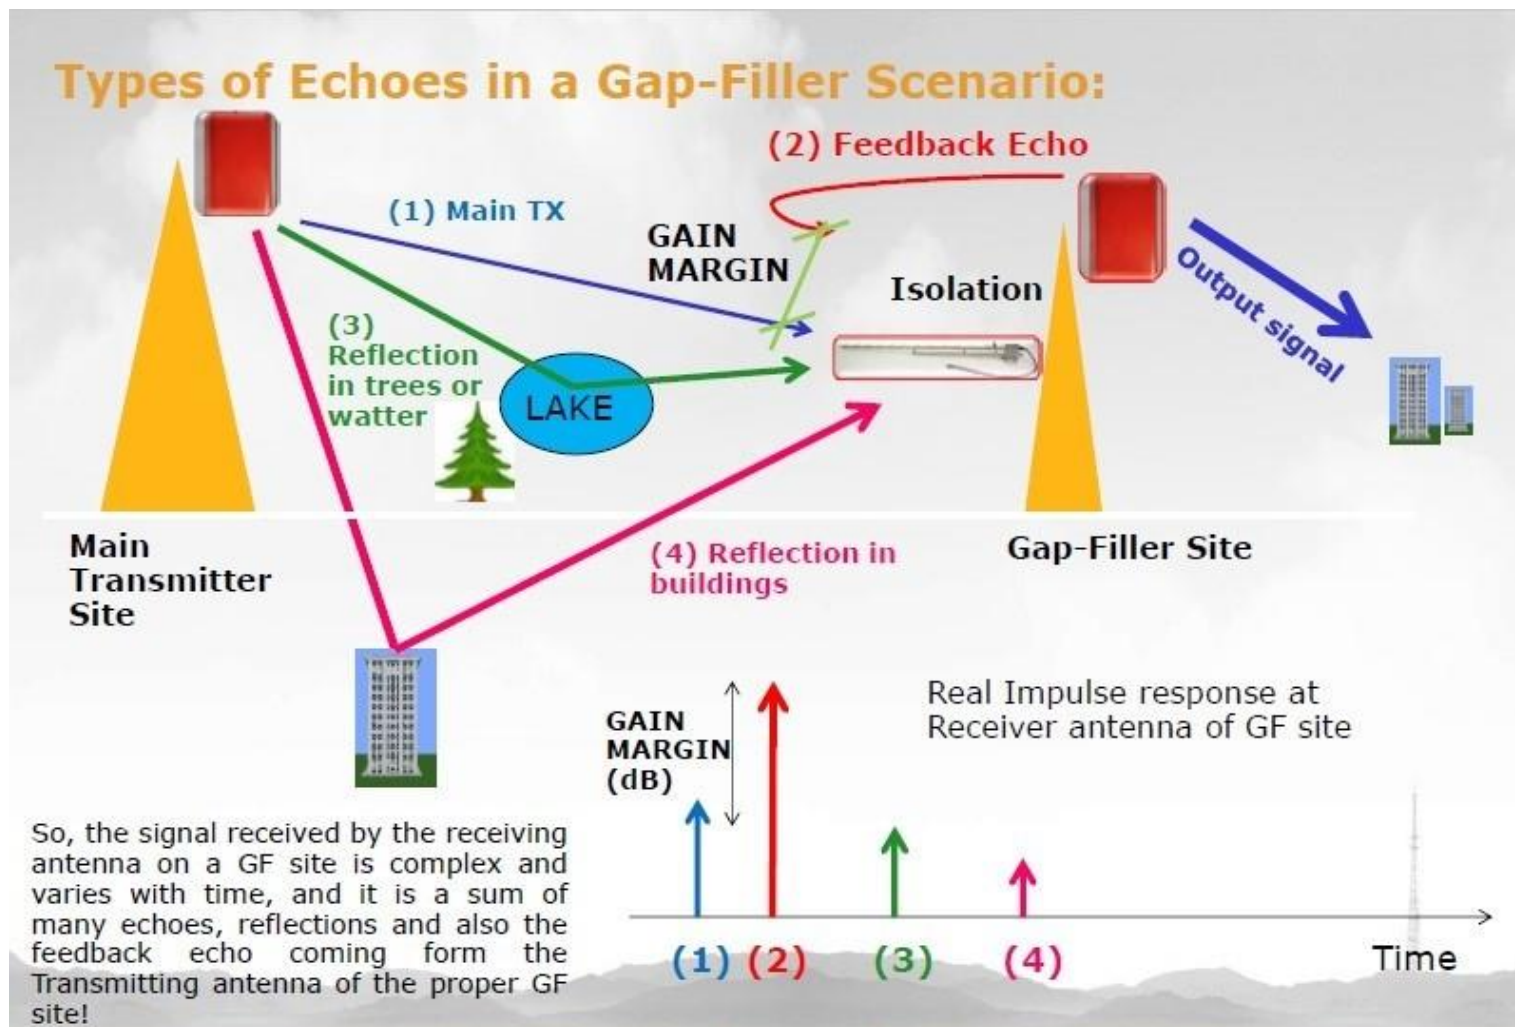 Types of Echoes in a Gap-Filler Scenario:
(2) Feedback Echo
(1) Main TX
GAIN
MARGIN
Isolation
Output signal
(3)
Reflection
in trees or
watter
LAKE
Main
Transmitter
Site
(4) Reflection in
buildings
Gap-Filler Site
Real Impulse response at
Receiver antenna of GF site
GAIN
MARGIN
(dB)
So, the signal received by the receiving
antenna on a GF site is complex and
varies with time, and it is a sum of
many echoes, reflections and also the
feedback echo coming form the
Transmitting antenna of the proper GF
site!
(1) (2) (3) (4) Time